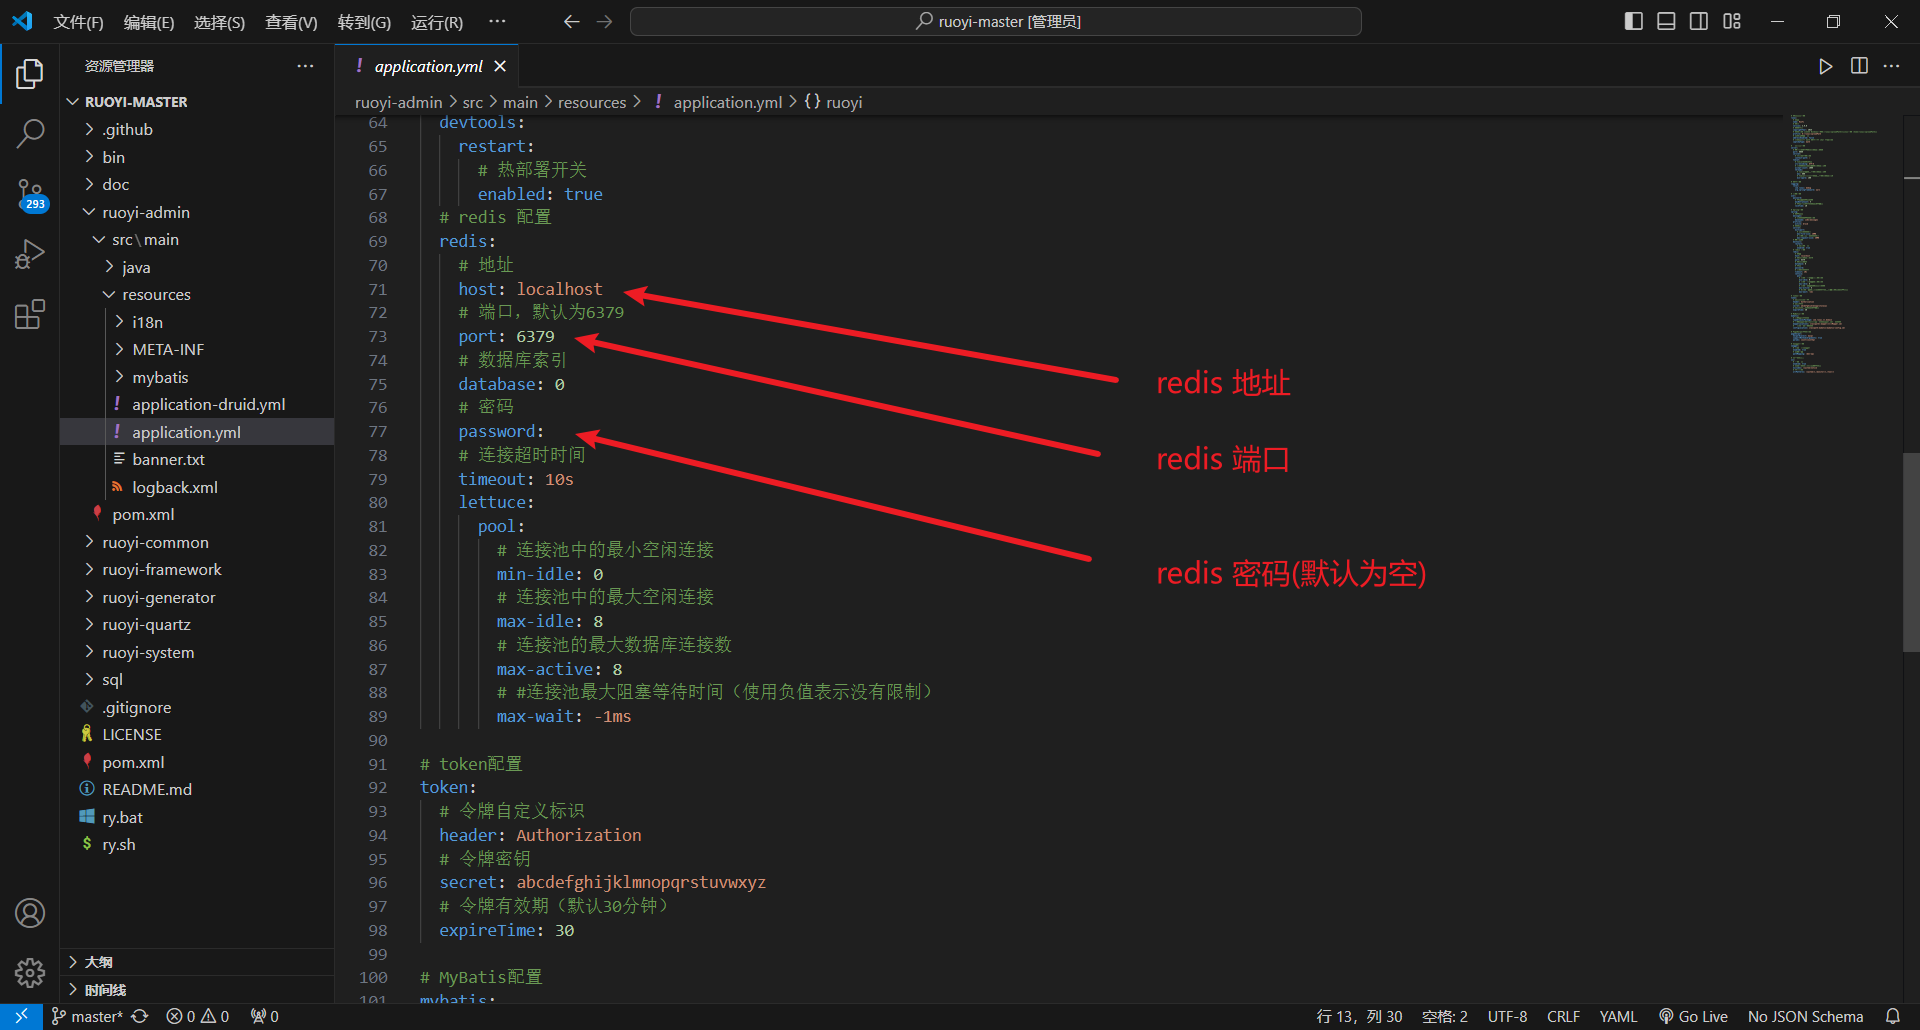 文件(F) 编辑(E) 选择(S) 查看(V) 转到(G) 运行(R) ··· ruoyi-master [管理员]
资源管理器 ···
RUOYI-MASTER
.github
bin
doc
ruoyi-admin
src\main
java
resources
i18n
META-INF
mybatis
! application-druid.yml
! application.yml
banner.txt
logback.xml
pom.xml
ruoyi-common
ruoyi-framework
ruoyi-generator
ruoyi-quartz
ruoyi-system
sql
.gitignore
LICENSE
pom.xml
README.md
ry.bat
$ ry.sh
大纲
时间线
293
! application.yml
ruoyi-admin > src > main > resources > ! application.yml > {} ruoyi
64 devtools:
65 restart:
66 # 热部署开关
67 enabled: true
68 # redis 配置
69 redis:
70 # 地址
71 host: localhost
72 # 端口，默认为6379
73 port: 6379
74 # 数据库索引
75 database: 0
76 # 密码
77 password:
78 # 连接超时时间
79 timeout: 10s
80 lettuce:
81 pool:
82 # 连接池中的最小空闲连接
83 min-idle: 0
84 # 连接池中的最大空闲连接
85 max-idle: 8
86 # 连接池的最大数据库连接数
87 max-active: 8
88 # #连接池最大阻塞等待时间（使用负值表示没有限制）
89 max-wait: -1ms
90
91 # token配置
92 token:
93 # 令牌自定义标识
94 header: Authorization
95 # 令牌密钥
96 secret: abcdefghijklmnopqrstuvwxyz
97 # 令牌有效期（默认30分钟）
98 expireTime: 30
99
100 # MyBatis配置
101 mybatis:
redis 地址
redis 端口
redis 密码(默认为空)
master* 0 0 0 行 13，列 30 空格: 2 UTF-8 CRLF YAML Go Live No JSON Schema